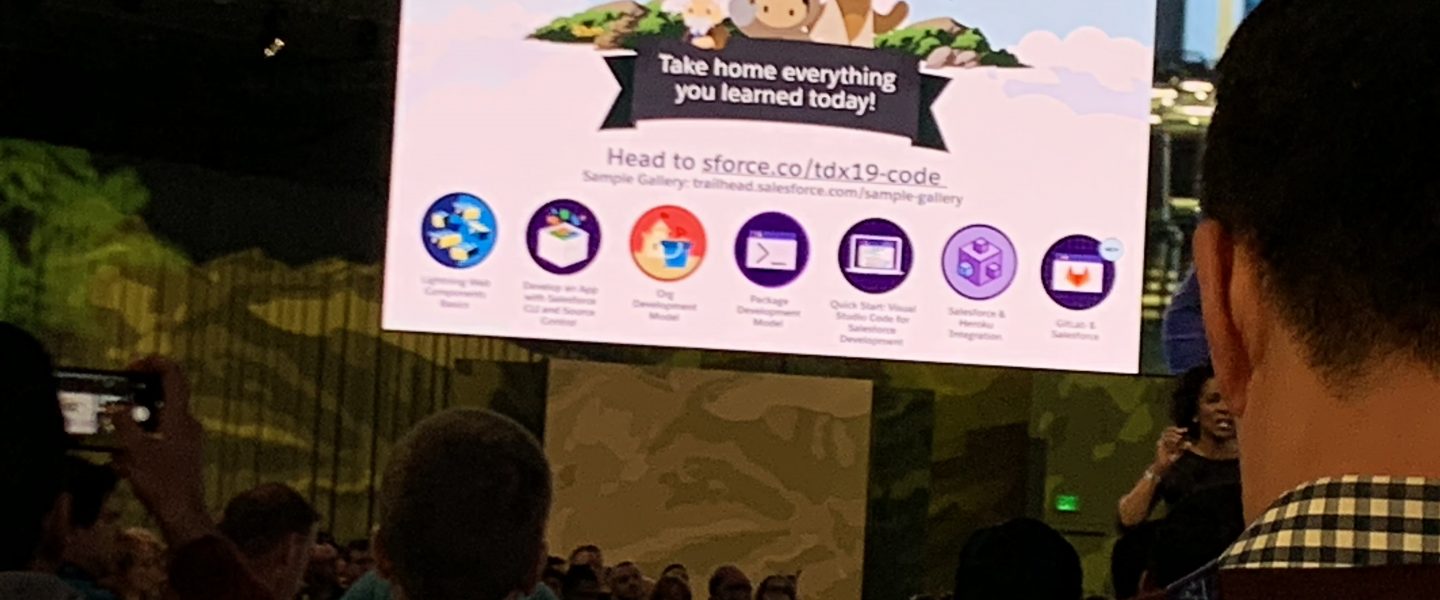 Take home everything
you learned today!
Head to sforce.co/tdx19-code
Sample Gallery: trailhead.salesforce.com/sample-gallery
Lightning Web
Components
Basics
Develop an App
with Salesforce
CLI and Source
Control
Org
Development
Model
Package
Development
Model
Quick Start: Visual
Studio Code for
Salesforce
Development
Salesforce &
Heroku
Integration
GitLab &
Salesforce